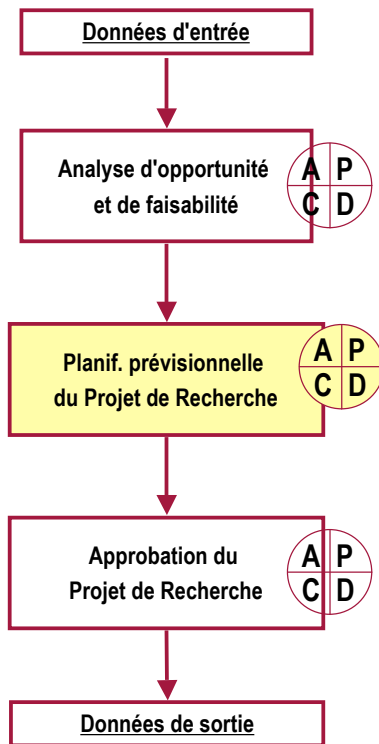 Données d'entrée
Analyse d'opportunité
et de faisabilité
A P
C D
Planif. prévisionnelle
du Projet de Recherche
A P
C D
Approbation du
Projet de Recherche
A P
C D
Données de sortie